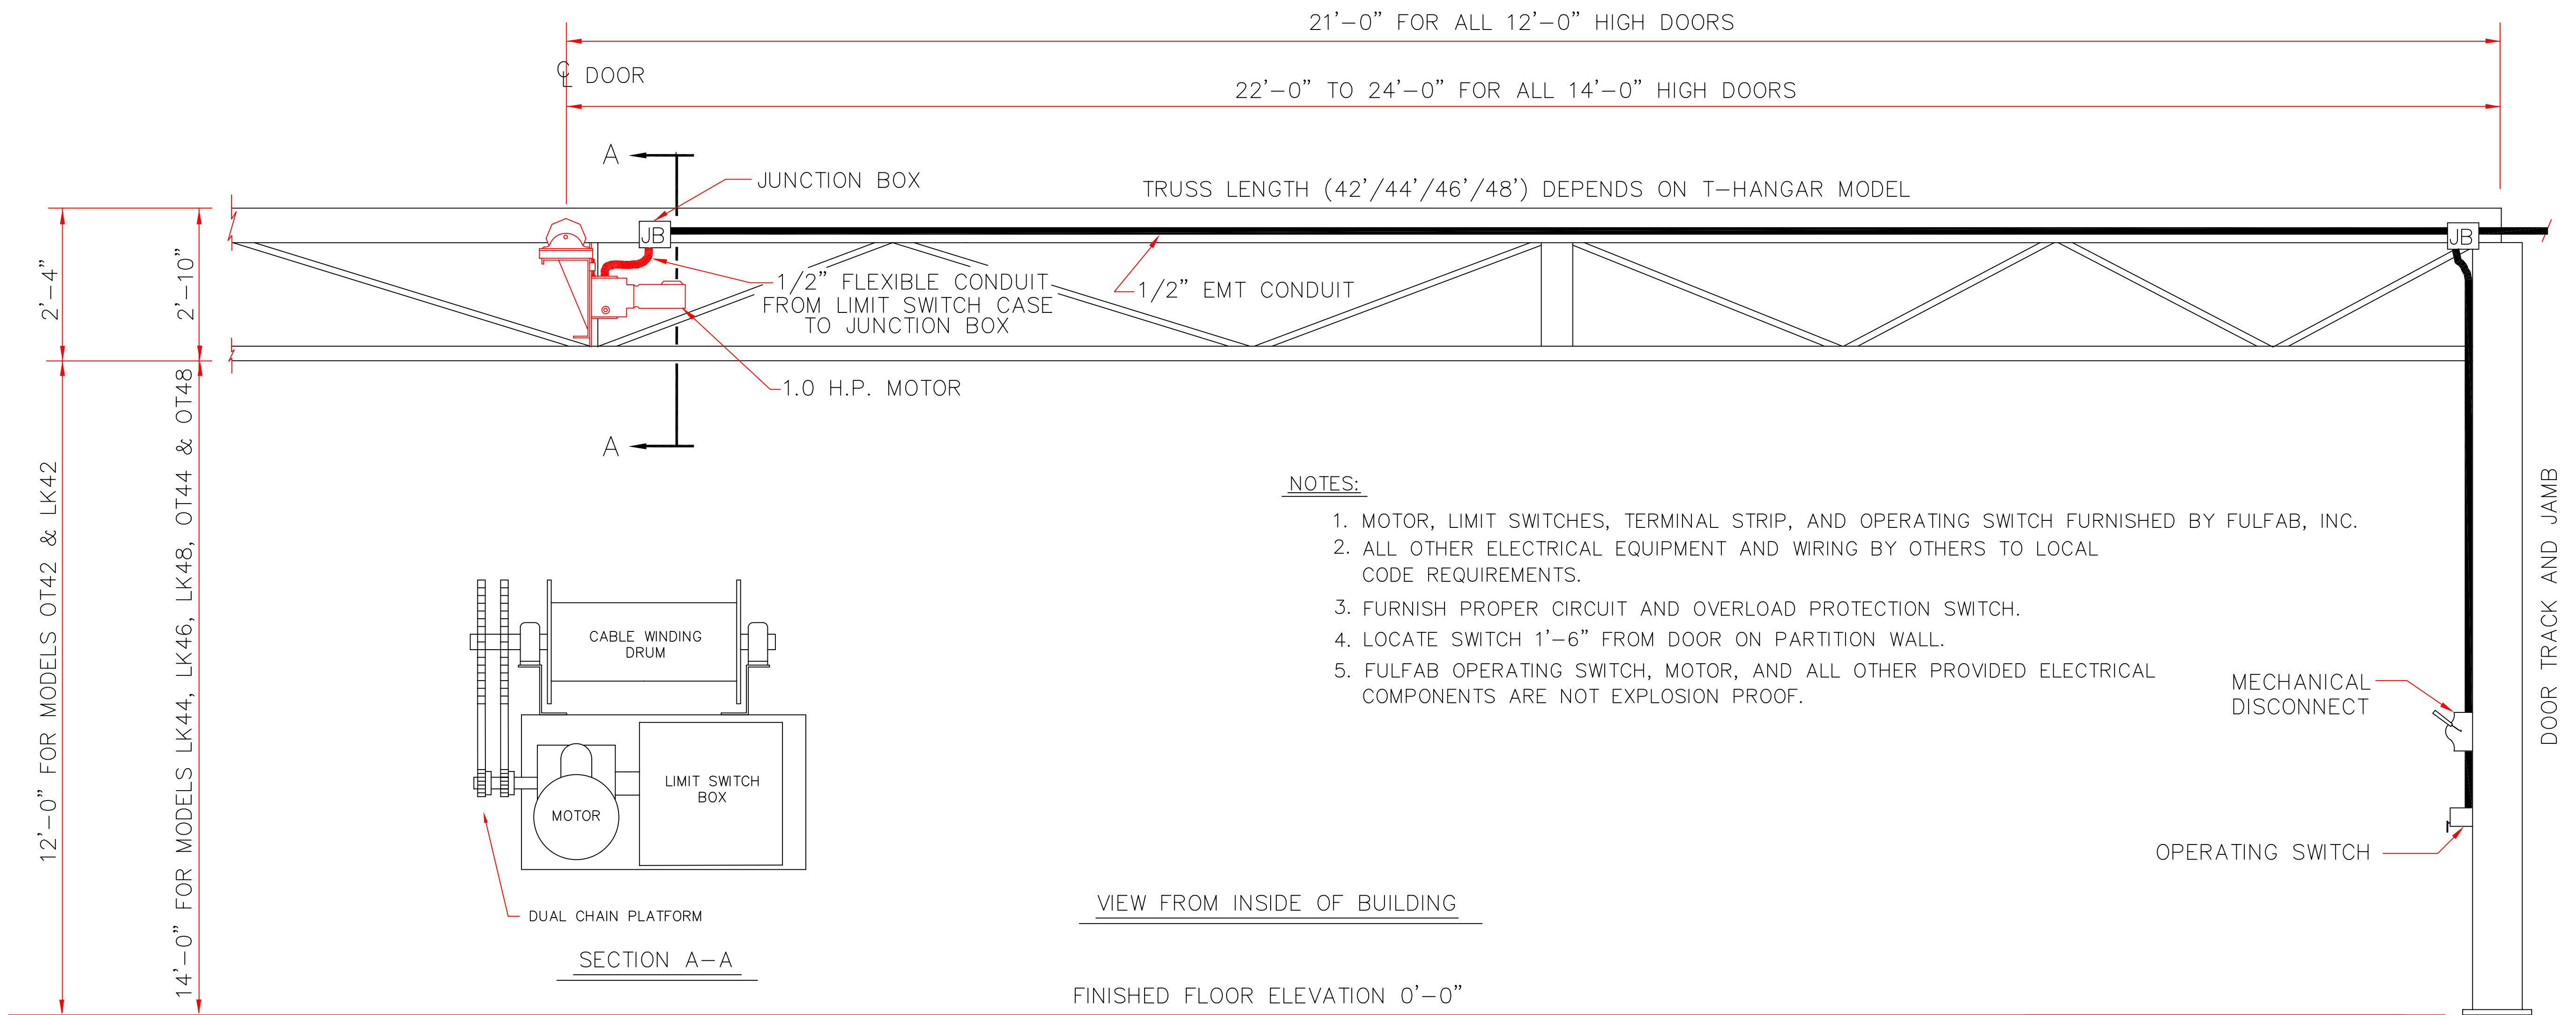 21'-0" FOR ALL 12'-0" HIGH DOORS
℄ DOOR
22'-0" TO 24'-0" FOR ALL 14'-0" HIGH DOORS
A
JUNCTION BOX
TRUSS LENGTH (42'/44'/46'/48') DEPENDS ON T-HANGAR MODEL
JB
JB
2'-4"
2'-10"
1/2" FLEXIBLE CONDUIT
FROM LIMIT SWITCH CASE
TO JUNCTION BOX
1/2" EMT CONDUIT
1.0 H.P. MOTOR
A
12'-0" FOR MODELS OT42 & LK42
14'-0" FOR MODELS LK44, LK46, LK48, OT44 & OT48
NOTES:
1. MOTOR, LIMIT SWITCHES, TERMINAL STRIP, AND OPERATING SWITCH FURNISHED BY FULFAB, INC.
2. ALL OTHER ELECTRICAL EQUIPMENT AND WIRING BY OTHERS TO LOCAL
CODE REQUIREMENTS.
3. FURNISH PROPER CIRCUIT AND OVERLOAD PROTECTION SWITCH.
4. LOCATE SWITCH 1'-6" FROM DOOR ON PARTITION WALL.
5. FULFAB OPERATING SWITCH, MOTOR, AND ALL OTHER PROVIDED ELECTRICAL
COMPONENTS ARE NOT EXPLOSION PROOF.
MECHANICAL
DISCONNECT
DOOR TRACK AND JAMB
OPERATING SWITCH
CABLE WINDING
DRUM
LIMIT SWITCH
BOX
MOTOR
DUAL CHAIN PLATFORM
SECTION A-A
VIEW FROM INSIDE OF BUILDING
FINISHED FLOOR ELEVATION 0'-0"